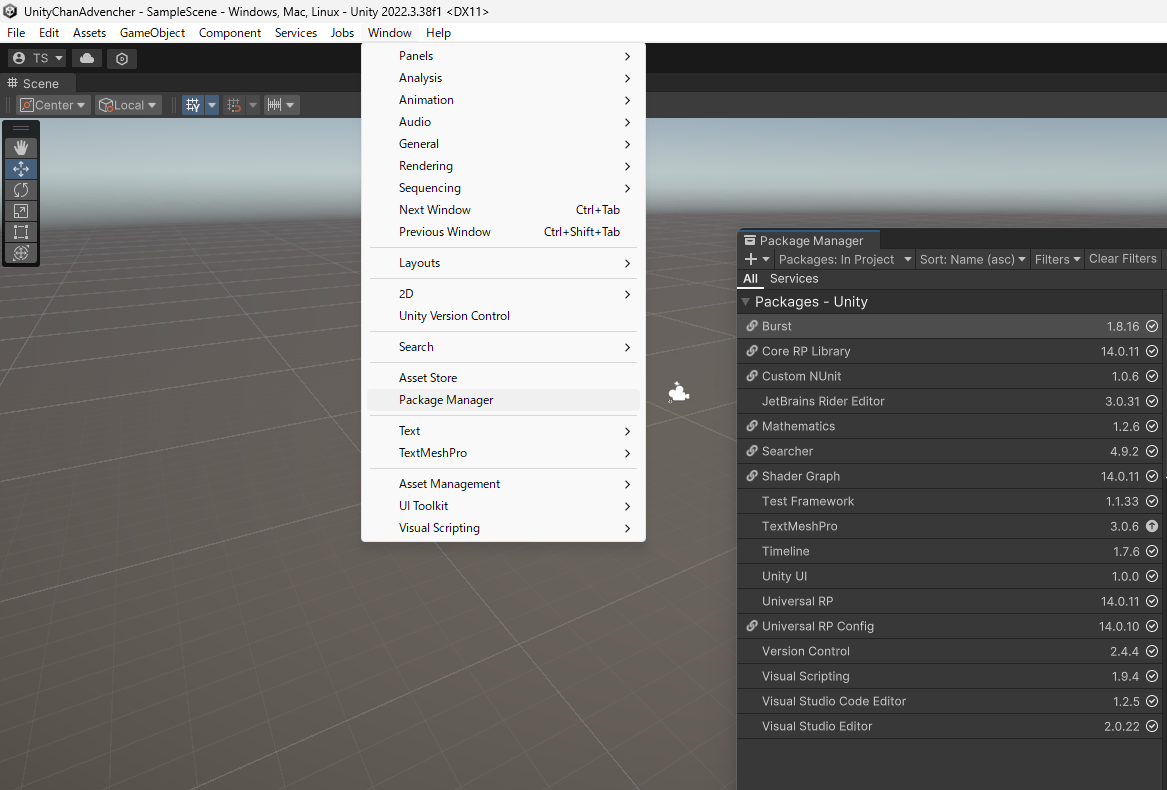 UnityChanAdvencher - SampleScene - Windows, Mac, Linux - Unity 2022.3.38f1 <DX11>
File Edit Assets GameObject Component Services Jobs Window Help
TS
Scene
Center Local
Panels
Analysis
Animation
Audio
General
Rendering
Sequencing
Next Window Ctrl+Tab
Previous Window Ctrl+Shift+Tab
Layouts
2D
Unity Version Control
Search
Asset Store
Package Manager
Text
TextMeshPro
Asset Management
UI Toolkit
Visual Scripting
Package Manager
Packages: In Project Sort: Name (asc) Filters Clear Filters
All Services
Packages - Unity
Burst 1.8.16
Core RP Library 14.0.11
Custom NUnit 1.0.6
JetBrains Rider Editor 3.0.31
Mathematics 1.2.6
Searcher 4.9.2
Shader Graph 14.0.11
Test Framework 1.1.33
TextMeshPro 3.0.6
Timeline 1.7.6
Unity UI 1.0.0
Universal RP 14.0.11
Universal RP Config 14.0.10
Version Control 2.4.4
Visual Scripting 1.9.4
Visual Studio Code Editor 1.2.5
Visual Studio Editor 2.0.22